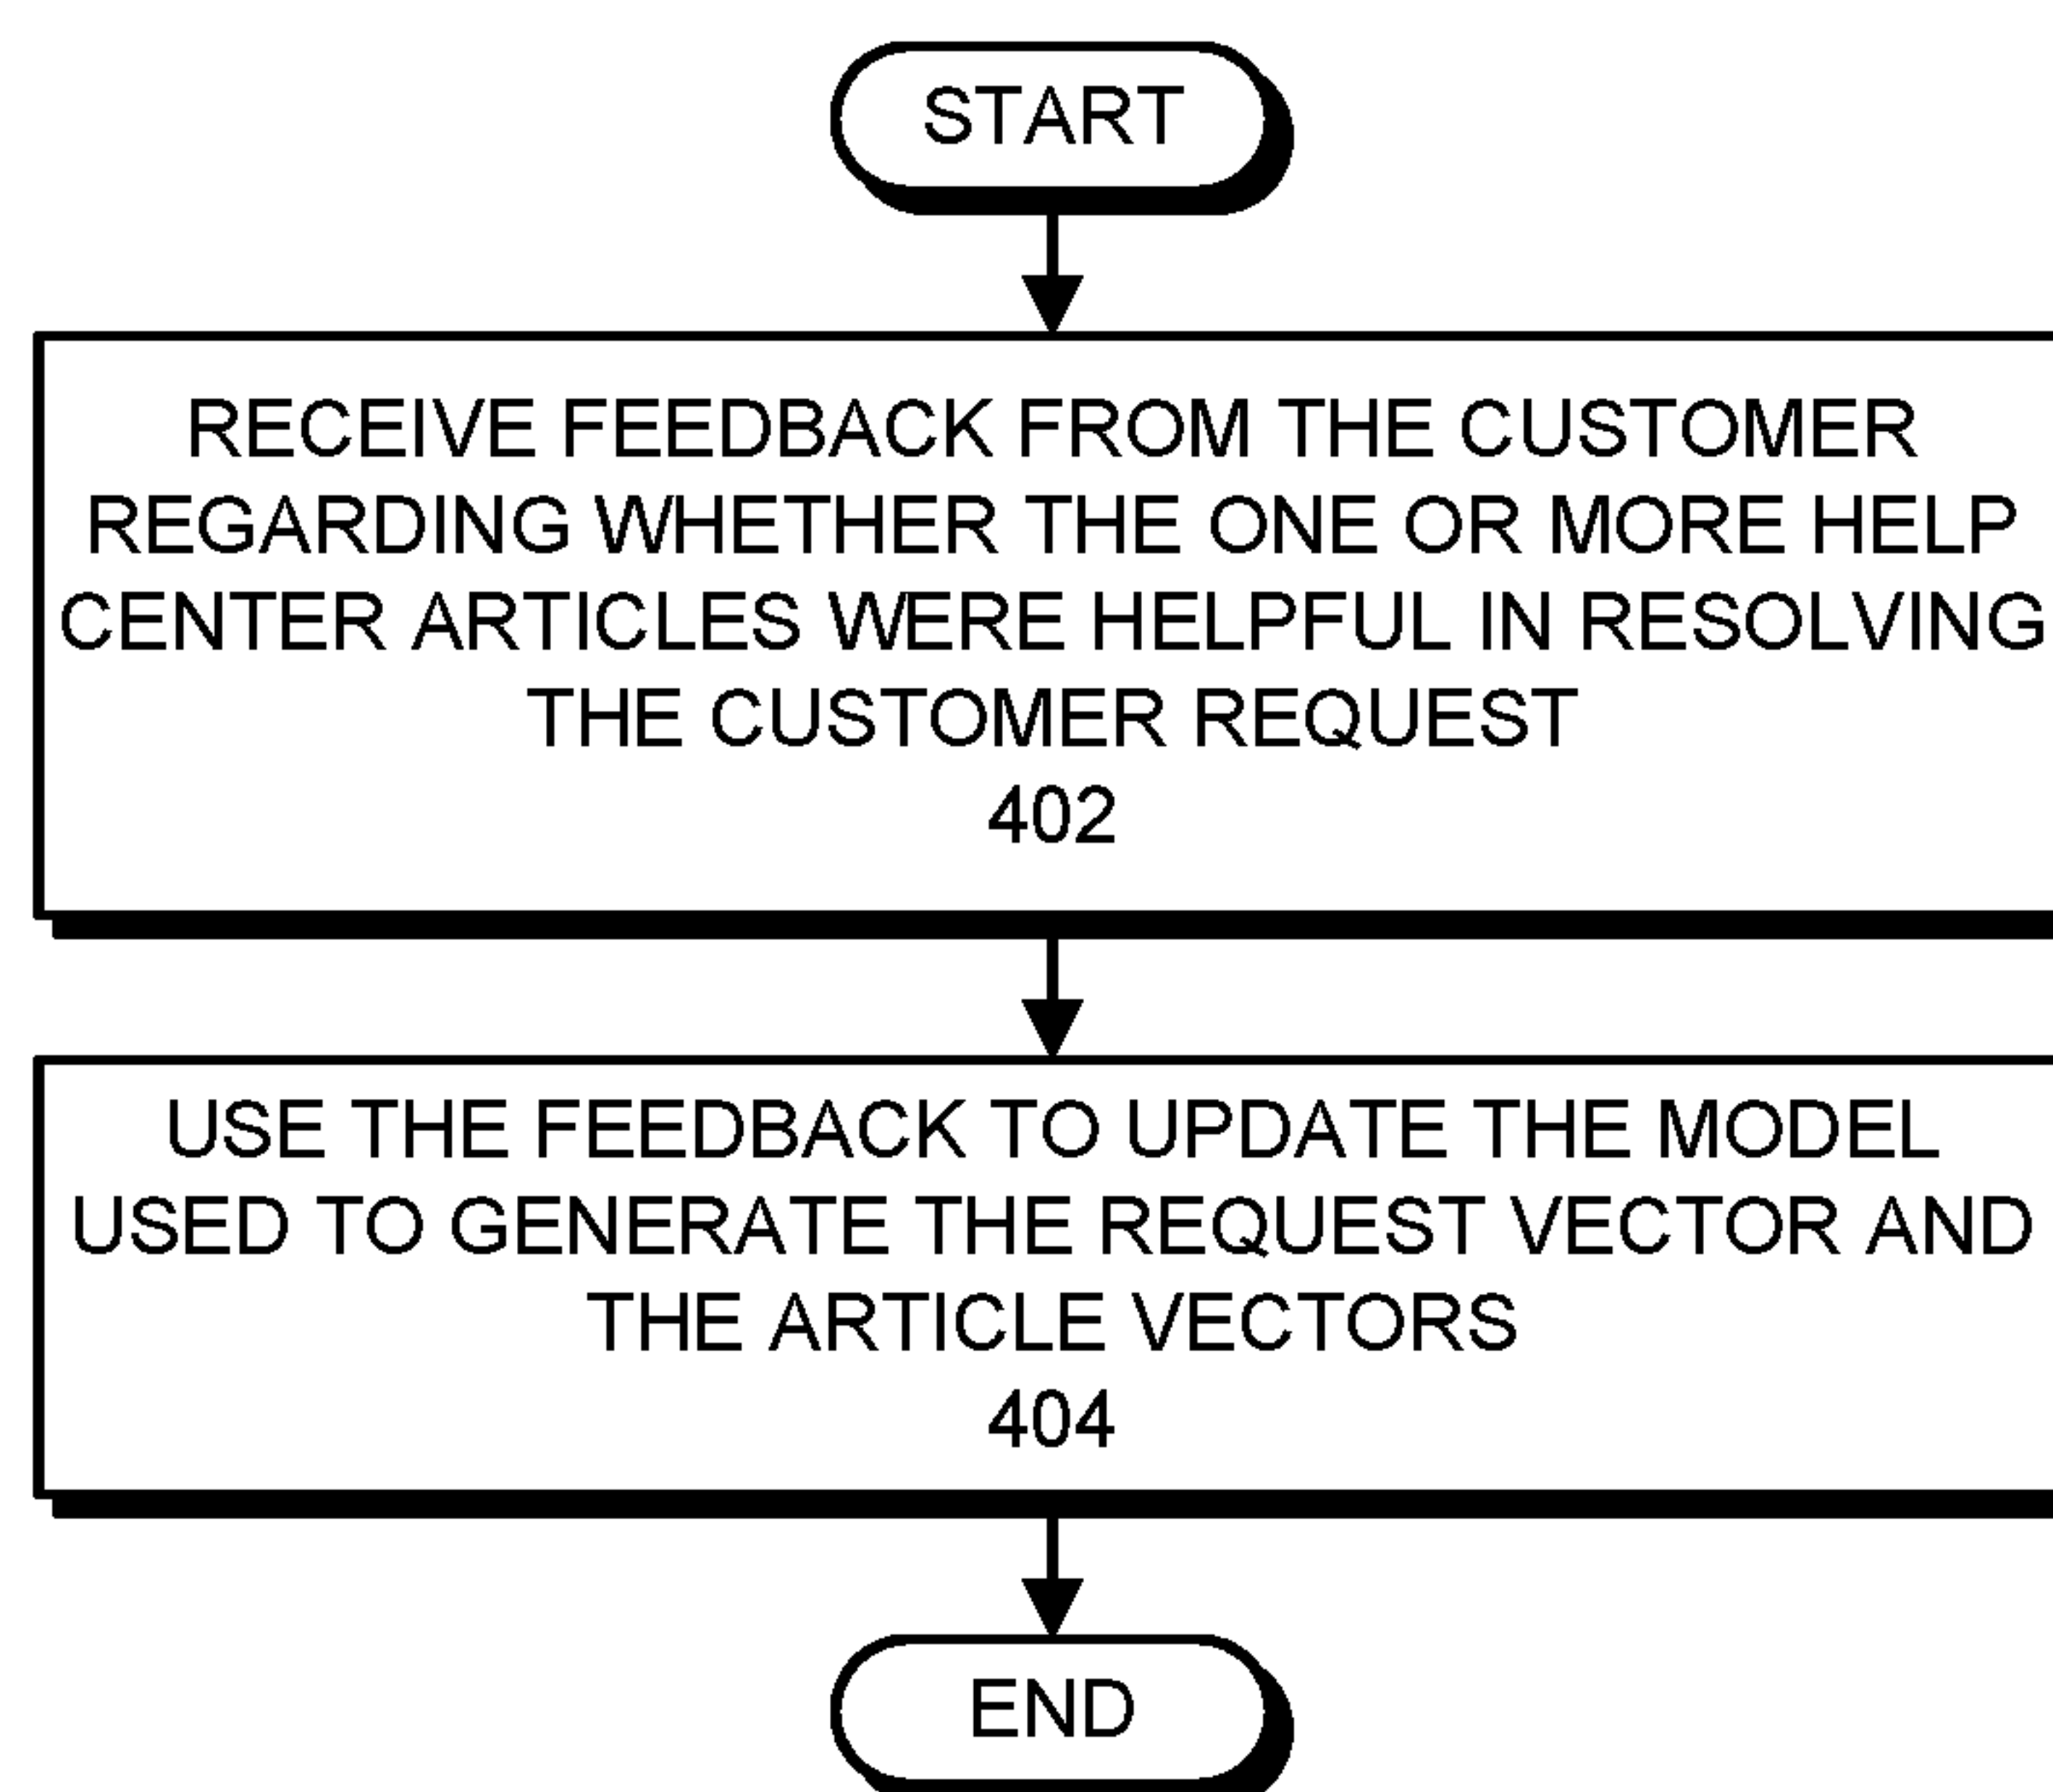 START
RECEIVE FEEDBACK FROM THE CUSTOMER
REGARDING WHETHER THE ONE OR MORE HELP
CENTER ARTICLES WERE HELPFUL IN RESOLVING
THE CUSTOMER REQUEST
402
USE THE FEEDBACK TO UPDATE THE MODEL
USED TO GENERATE THE REQUEST VECTOR AND
THE ARTICLE VECTORS
404
END